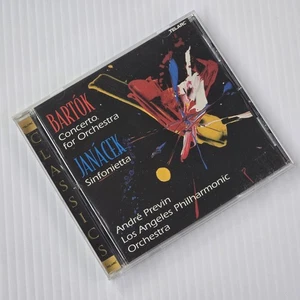 TELARC
BARTÓK
Concerto
for Orchestra
JANÁČEK
Sinfonietta
André Previn
Los Angeles Philharmonic
Orchestra
CLASSICS